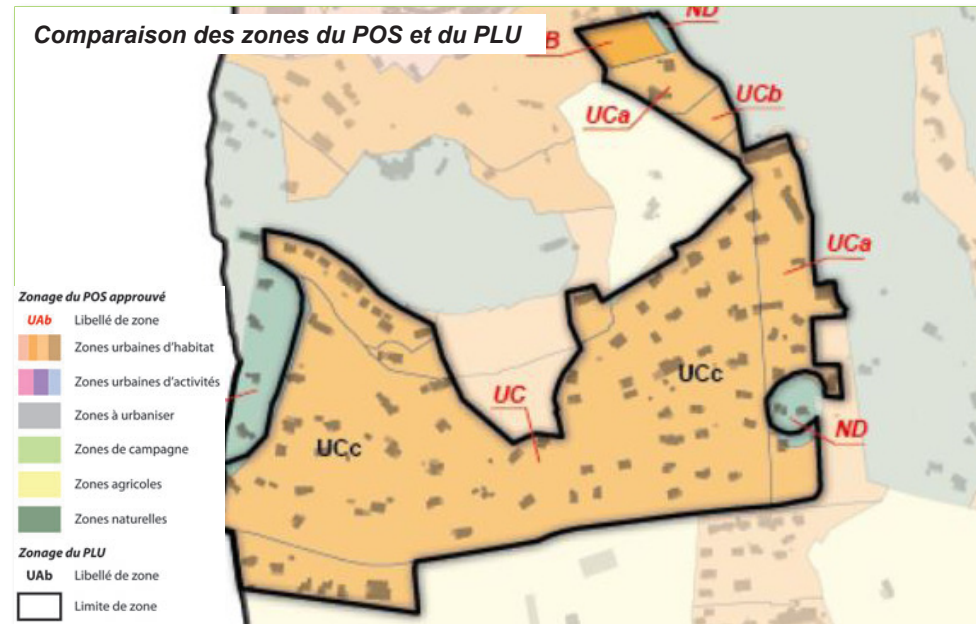 Comparaison des zones du POS et du PLU
ND
B
UCb
UCa
UCa
UCc
UC
UCc
ND
Zonage du POS approuvé
UAb Libellé de zone
Zones urbaines d'habitat
Zones urbaines d'activités
Zones à urbaniser
Zones de campagne
Zones agricoles
Zones naturelles
Zonage du PLU
UAb Libellé de zone
Limite de zone